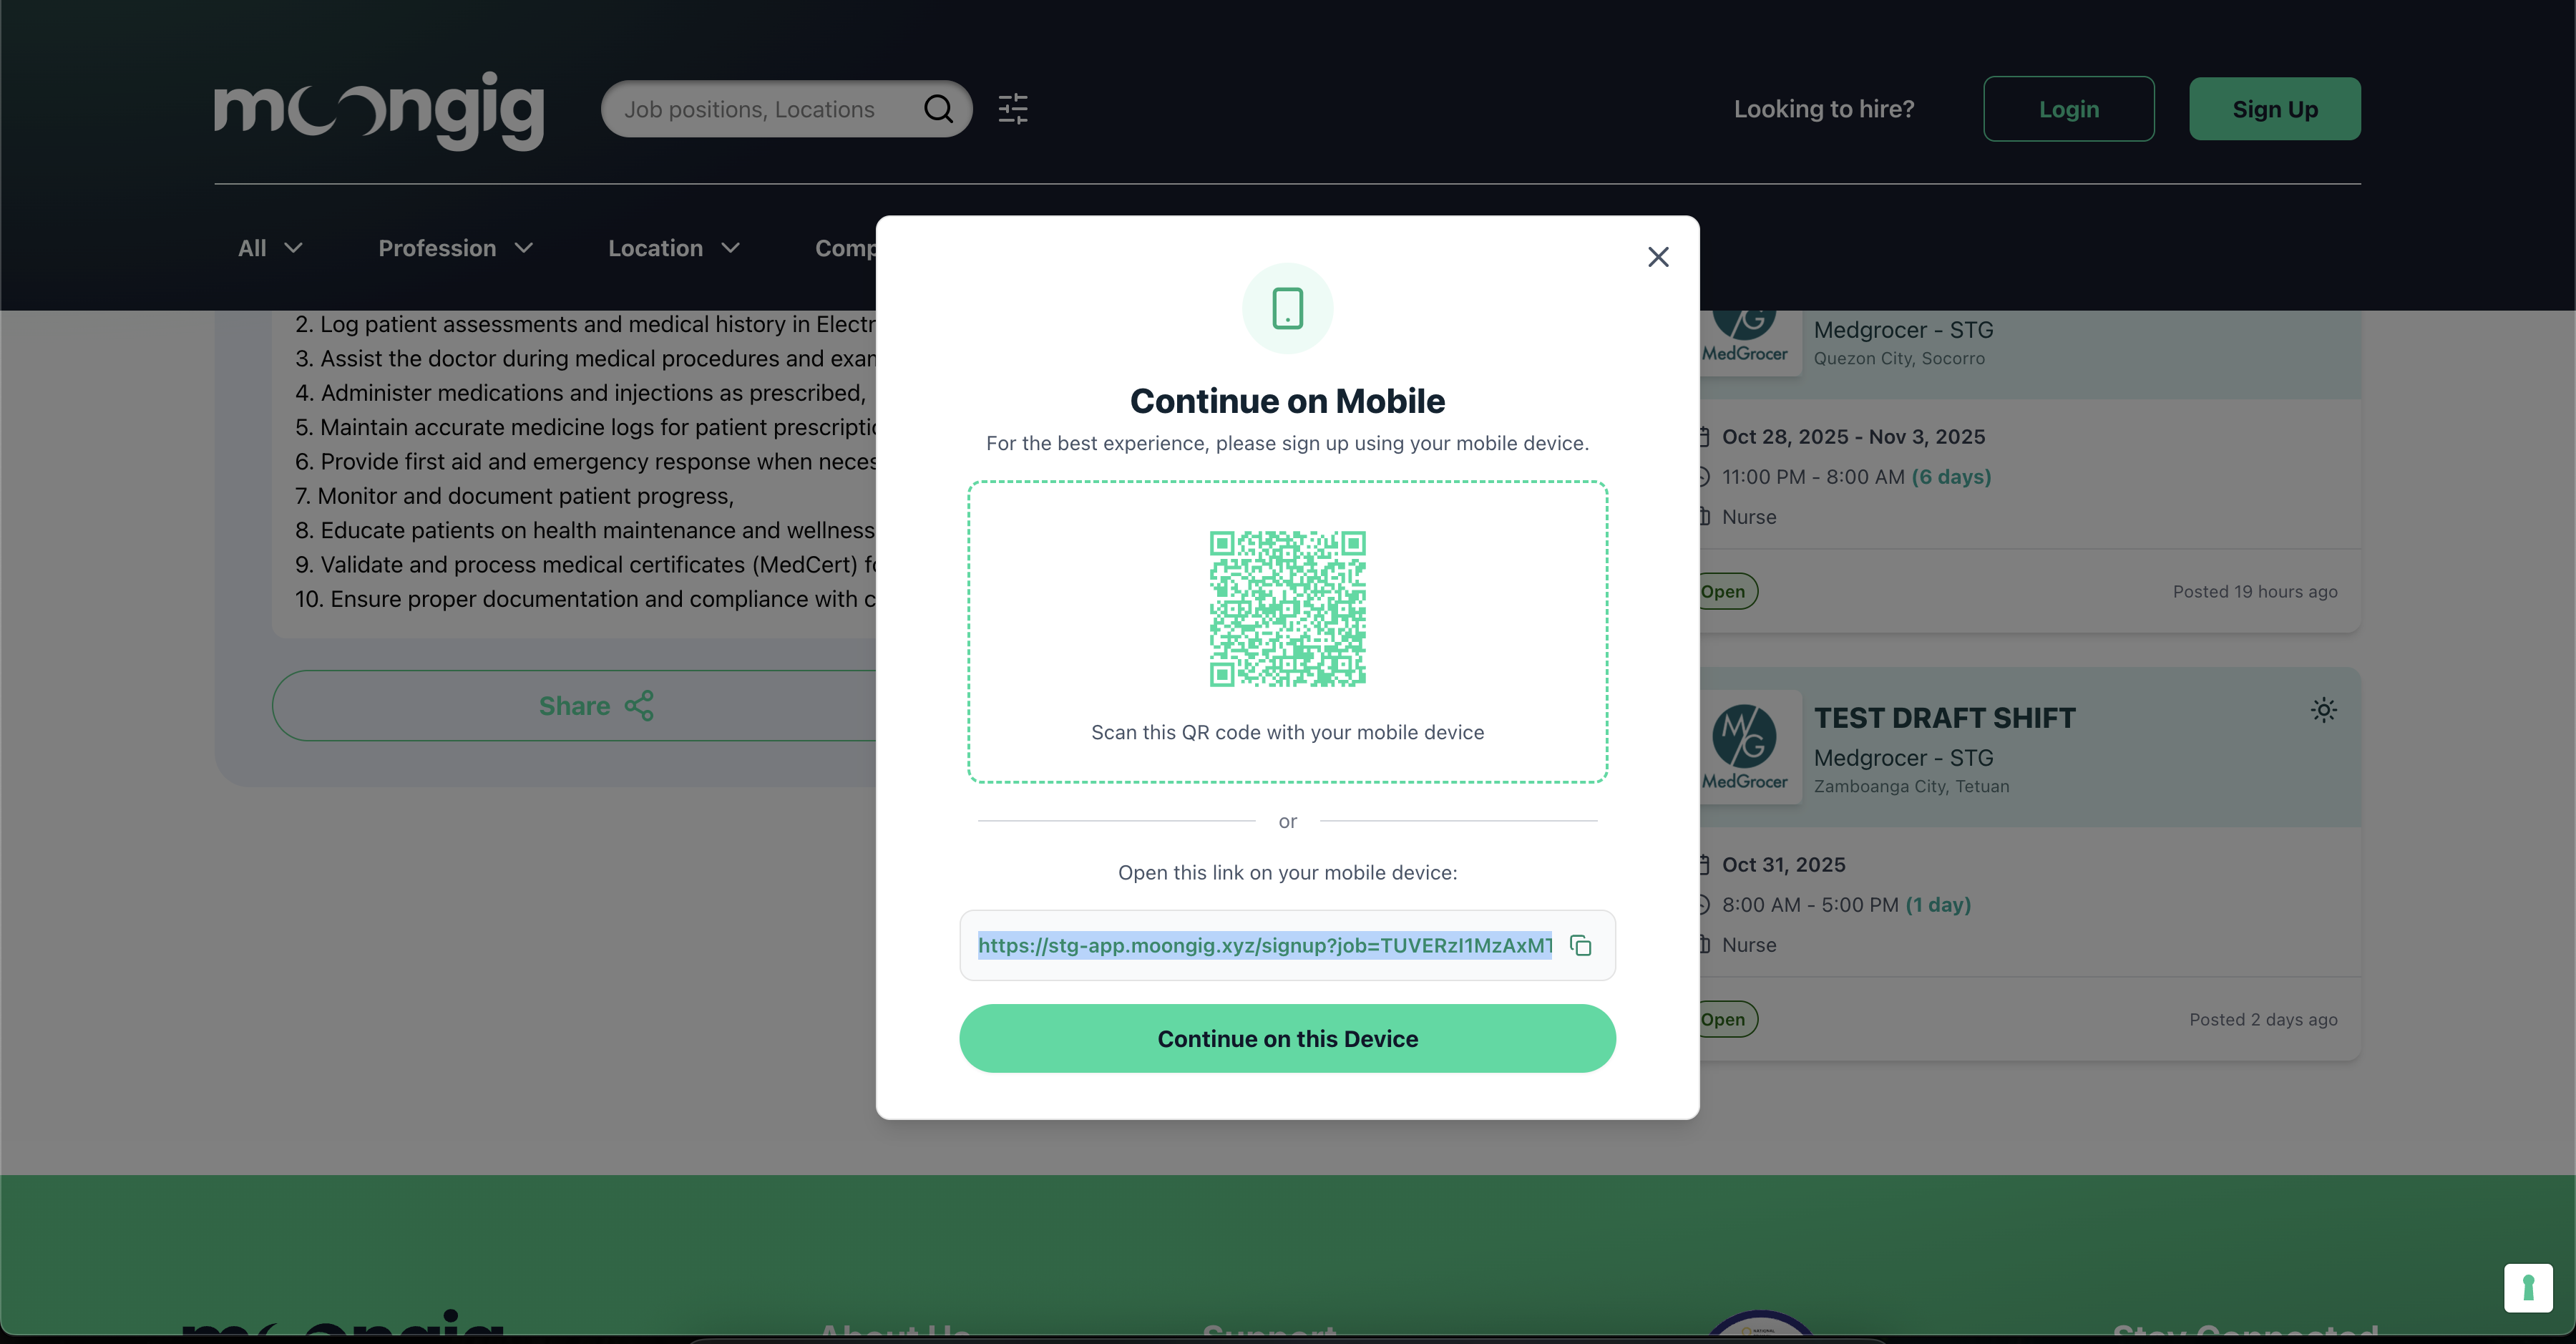 moongig
Job positions, Locations
Looking to hire?
Login
Sign Up
All
Profession
Location
Comp
2. Log patient assessments and medical history in Electr
3. Assist the doctor during medical procedures and exan
4. Administer medications and injections as prescribed,
5. Maintain accurate medicine logs for patient prescriptio
6. Provide first aid and emergency response when neces
7. Monitor and document patient progress,
8. Educate patients on health maintenance and wellness
9. Validate and process medical certificates (MedCert) fo
10. Ensure proper documentation and compliance with c
Share
Continue on Mobile
For the best experience, please sign up using your mobile device.
Scan this QR code with your mobile device
or
Open this link on your mobile device:
https://stg-app.moongig.xyz/signup?job=TUVERzI1MzAxMT
Continue on this Device
M/G
MedGrocer
Medgrocer - STG
Quezon City, Socorro
Oct 28, 2025 - Nov 3, 2025
11:00 PM - 8:00 AM (6 days)
Nurse
Open
Posted 19 hours ago
M/G
MedGrocer
TEST DRAFT SHIFT
Medgrocer - STG
Zamboanga City, Tetuan
Oct 31, 2025
8:00 AM - 5:00 PM (1 day)
Nurse
Open
Posted 2 days ago
moongig
About Us
Support
NATIONAL
Stay Connected